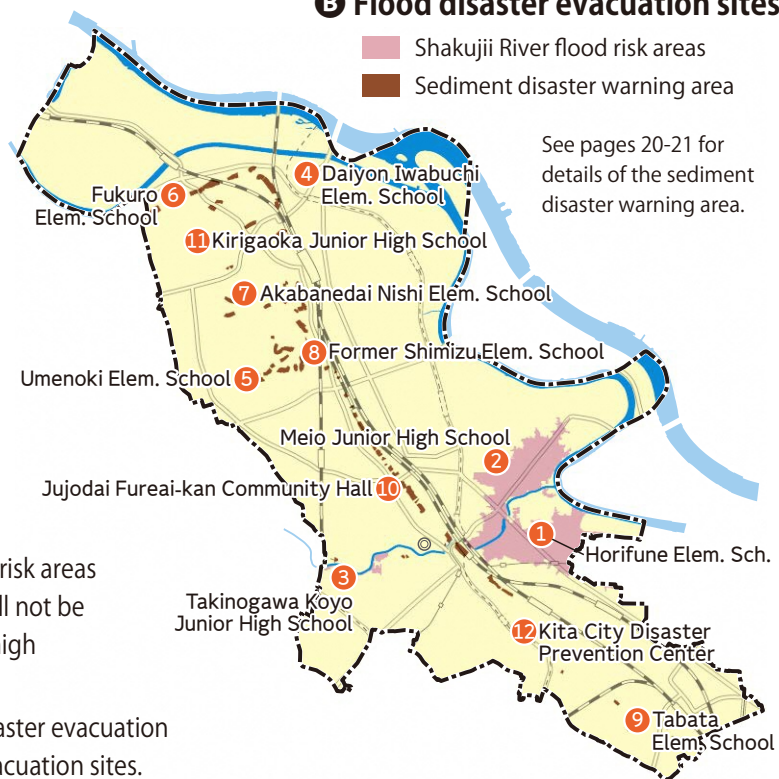 B Flood disaster evacuation sites
Shakujii River flood risk areas
Sediment disaster warning area
See pages 20-21 for
details of the sediment
disaster warning area.
4 Daiyon Iwabuchi
Elem. School
Fukuro 6
Elem. School
11 Kirigaoka Junior High School
7 Akabanedai Nishi Elem. School
8 Former Shimizu Elem. School
Umenoki Elem. School 5
Meio Junior High School
2
Jujodai Fureai-kan Community Hall 10
1
Horifune Elem. Sch.
3
Takinogawa Koyo
Junior High School
12 Kita City Disaster
Prevention Center
9 Tabata
Elem. School
risk areas
ll not be
igh
aster evacuation
acuation sites.